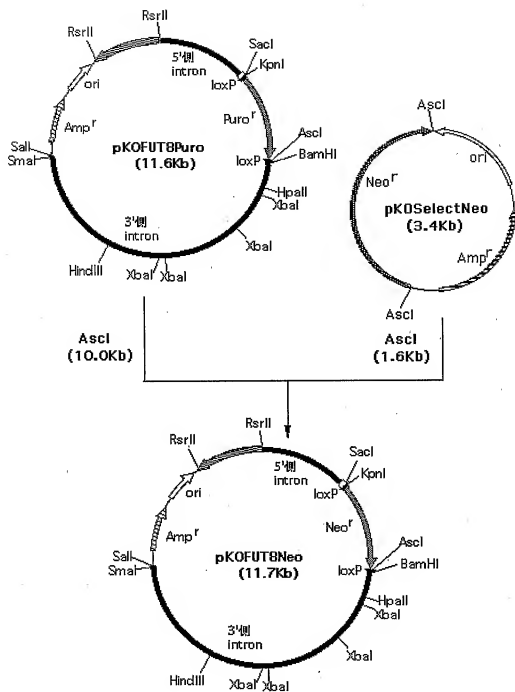 RsrII
RsrII
5'側
intron
SacI
KpnI
loxP
ori
Amp r
Puro r
pKOFUT8Puro
(11.6Kb)
SalI
SmaI
loxP
AscI
BamHI
HpaII
XbaI
3'側
intron
XbaI
HindIII
XbaI
XbaI
AscI
ori
Neo r
pKOSelectNeo
(3.4Kb)
Amp r
AscI
AscI
(10.0Kb)
AscI
(1.6Kb)
RsrII
RsrII
5'側
intron
SacI
KpnI
loxP
ori
Amp r
Neo r
pKOFUT8Neo
(11.7Kb)
SalI
SmaI
loxP
AscI
BamHI
HpaII
XbaI
3'側
intron
XbaI
HindIII
XbaI
XbaI